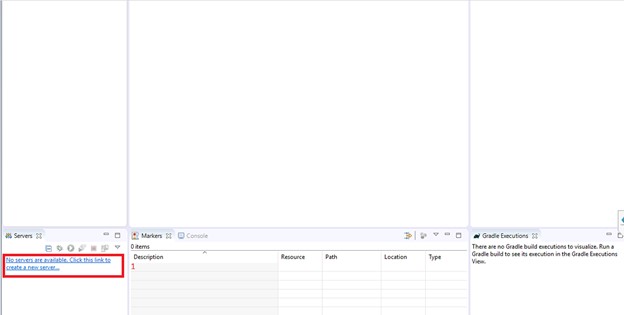 Servers
No servers are available. Click this link to
create a new server...
Markers
Console
0 items
Description
Resource
Path
Location
Type
1
Gradle Executions
There are no Gradle build executions to visualize. Run a
Gradle build to see its execution in the Gradle Executions
View.